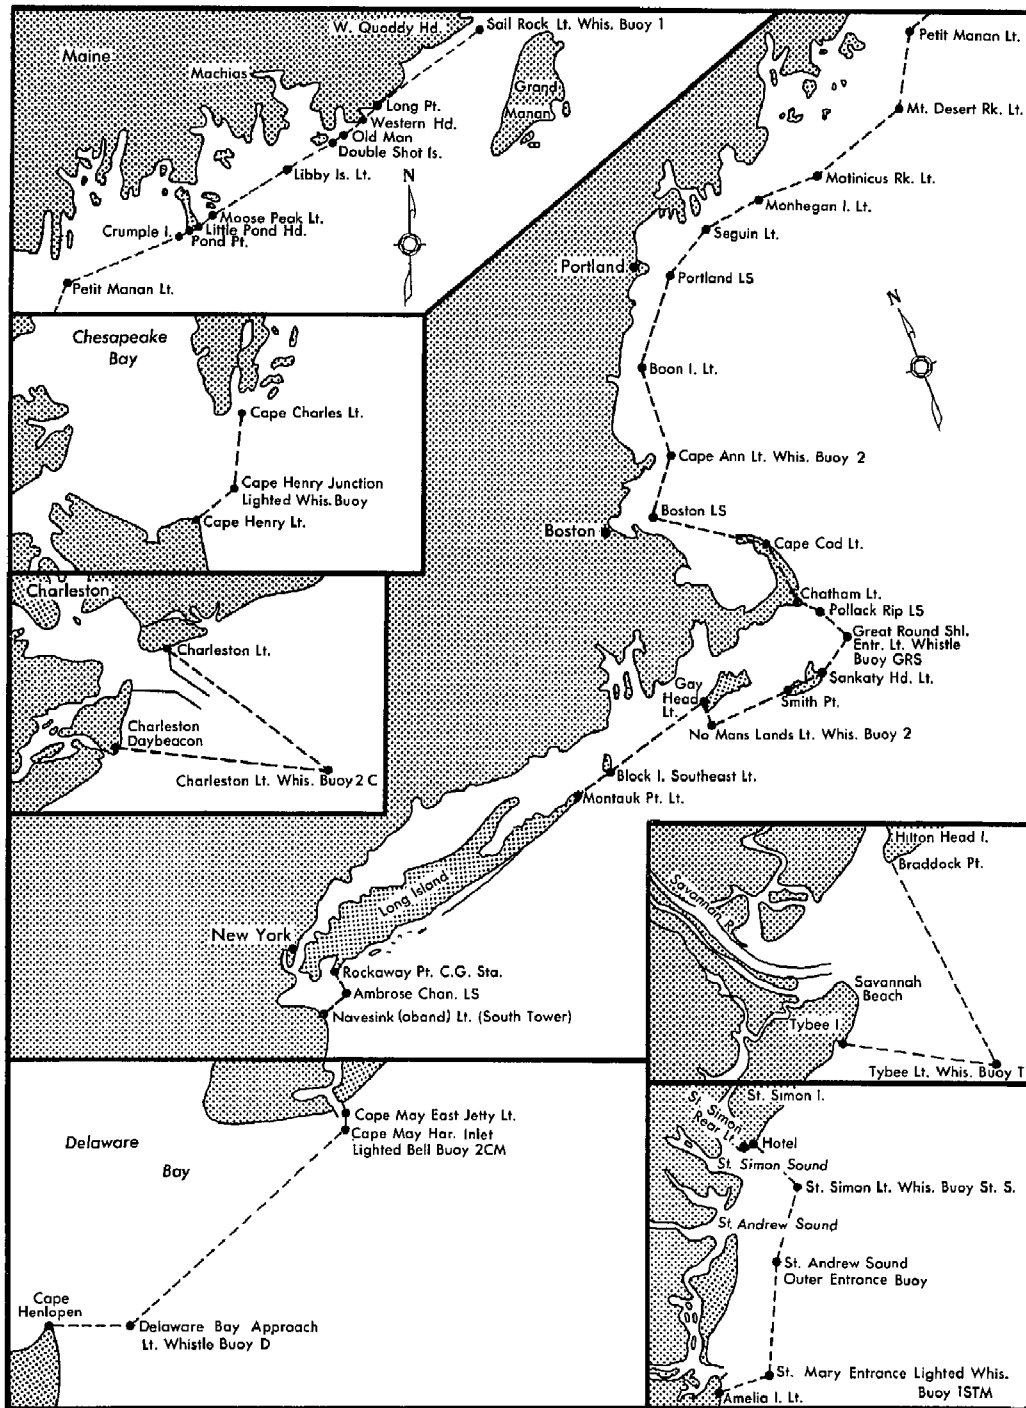 Maine
W. Quoddy Hd.
Sail Rock Lt. Whis. Buoy 1
Machias
Grand
Manan
Long Pt.
Western Hd.
Old Man
Double Shot Is.
Libby Is. Lt.
N
Moose Peak Lt.
Little Pond Hd.
Crumple I.
Pond Pt.
Petit Manan Lt.
Petit Manan Lt.
Mt. Desert Rk. Lt.
Matinicus Rk. Lt.
Monhegan I. Lt.
Seguin Lt.
Portland
Portland LS
N
Boon I. Lt.
Cape Ann Lt. Whis. Buoy 2
Boston LS
Boston
Cape Cod Lt.
Chatham Lt.
Pollack Rip LS
Great Round Shl.
Entr. Lt. Whistle
Buoy GRS
Sankaty Hd. Lt.
Smith Pt.
Gay
Head
Lt.
No Mans Lands Lt. Whis. Buoy 2
Block I. Southeast Lt.
Montauk Pt. Lt.
Long Island
New York
Rockaway Pt. C.G. Sta.
Ambrose Chan. LS
Navesink (aband) Lt. (South Tower)
Chesapeake
Bay
Cape Charles Lt.
Cape Henry Junction
Lighted Whis. Buoy
Cape Henry Lt.
Charleston
Charleston Lt.
Charleston
Daybeacon
Charleston Lt. Whis. Buoy 2 C
Hilton Head I.
Braddock Pt.
Savannah R.
Savannah
Beach
Tybee I.
Tybee Lt. Whis. Buoy T
Delaware
Bay
Cape May East Jetty Lt.
Cape May Har. Inlet
Lighted Bell Buoy 2CM
Cape
Henlopen
Delaware Bay Approach
Lt. Whistle Buoy D
St. Simon I.
St. Simon
Rear Lt.
Hotel
St. Simon Sound
St. Simon Lt. Whis. Buoy St. S.
St. Andrew Sound
St. Andrew Sound
Outer Entrance Buoy
St. Mary Entrance Lighted Whis.
Buoy 1STM
Amelia I. Lt.